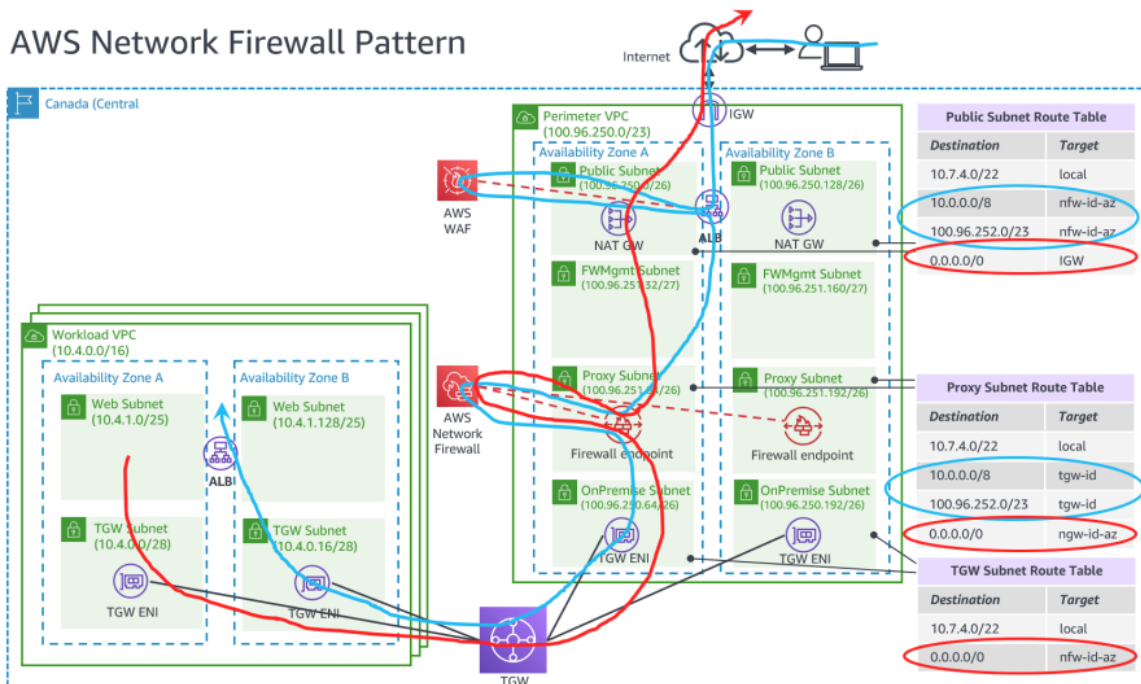 AWS Network Firewall Pattern
Internet
Canada (Central
Perimeter VPC
(100.96.250.0/23)
IGW
Availability Zone A
Availability Zone B
Public Subnet
(100.96.250.0/26)
Public Subnet
(100.96.250.128/26)
AWS
WAF
NAT GW
ALB
NAT GW
FWMgmt Subnet
(100.96.251.32/27)
FWMgmt Subnet
(100.96.251.160/27)
Proxy Subnet
Proxy Subnet
(100.96.251.192/26)
AWS
Network
Firewall
Firewall endpoint
Firewall endpoint
OnPremise Subnet
(100.96.250.64/26)
OnPremise Subnet
(100.96.250.192/26)
TGW ENI
TGW ENI
Workload VPC
(10.4.0.0/16)
Availability Zone A
Availability Zone B
Web Subnet
(10.4.1.0/25)
Web Subnet
(10.4.1.128/25)
ALB
TGW Subnet
(10.4.0.0/28)
TGW Subnet
(10.4.0.16/28)
TGW ENI
TGW ENI
TGW
Public Subnet Route Table
Destination Target
10.7.4.0/22 local
10.0.0.0/8 nfw-id-az
100.96.252.0/23 nfw-id-az
0.0.0.0/0 IGW
Proxy Subnet Route Table
Destination Target
10.7.4.0/22 local
10.0.0.0/8 tgw-id
100.96.252.0/23 tgw-id
0.0.0.0/0 ngw-id-az
TGW Subnet Route Table
Destination Target
10.7.4.0/22 local
0.0.0.0/0 nfw-id-az